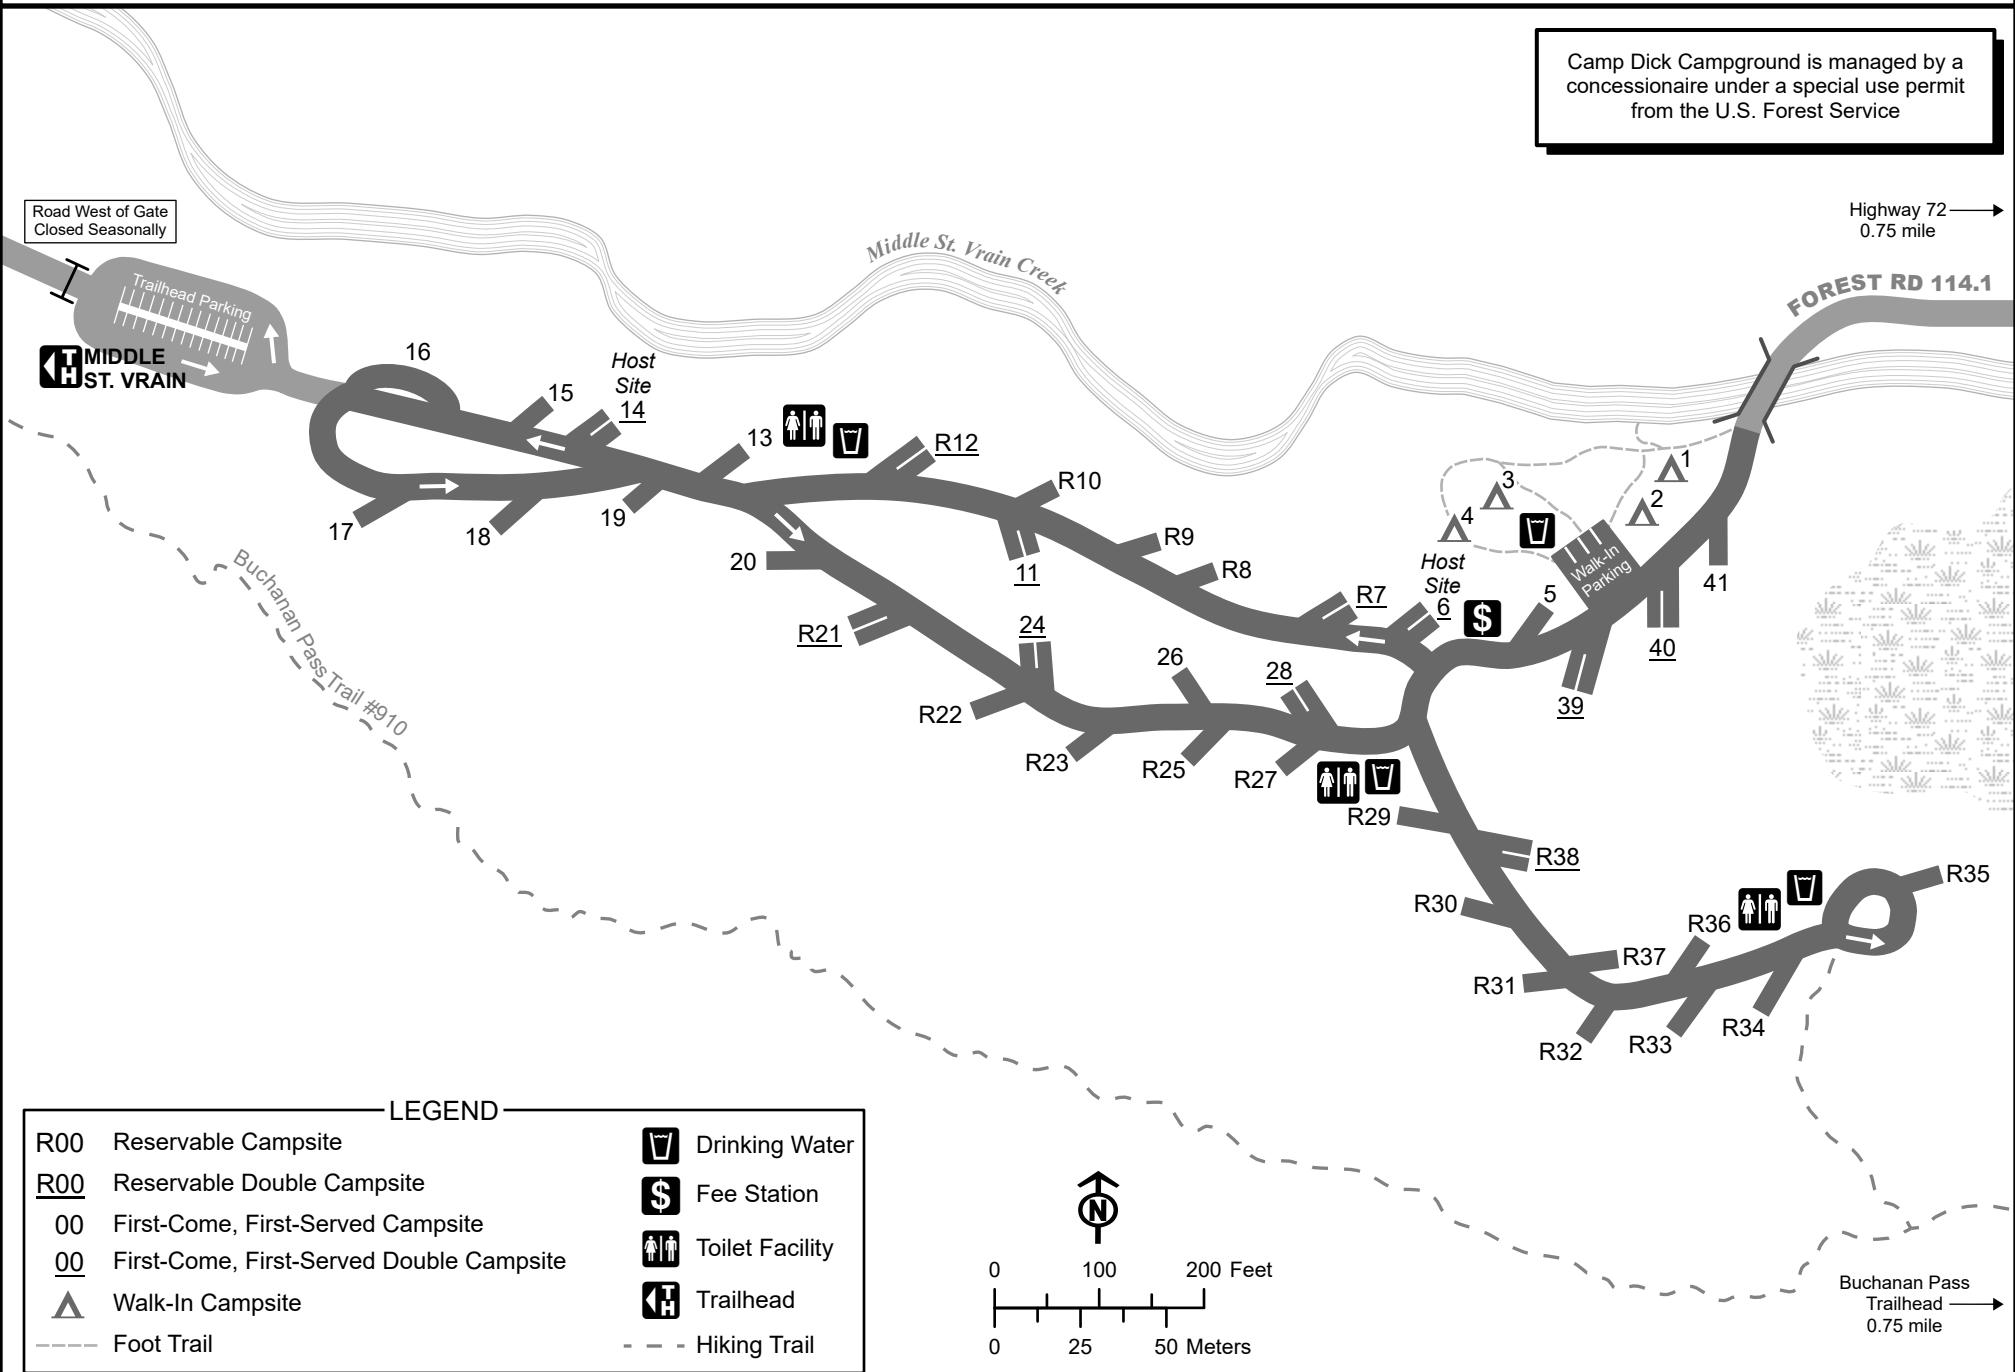 Camp Dick Campground is managed by a
concessionaire under a special use permit
from the U.S. Forest Service
Road West of Gate
Closed Seasonally
Highway 72
0.75 mile
Middle St. Vrain Creek
FOREST RD 114.1
Trailhead Parking
T
H
MIDDLE
ST. VRAIN
16
15
Host
Site
14
13
R12
R10
11
R9
R8
R7
Host
Site
6
$
5
Walk-In
Parking
1
2
3
4
41
40
39
17
18
19
20
R21
R22
24
R23
26
R25
28
R27
R29
R38
R30
R37
R31
R36
R35
R32
R33
R34
Buchanan Pass Trail #910
LEGEND
R00 Reservable Campsite
R00 Reservable Double Campsite
00 First-Come, First-Served Campsite
00 First-Come, First-Served Double Campsite
Walk-In Campsite
Foot Trail
Drinking Water
$ Fee Station
Toilet Facility
TH Trailhead
Hiking Trail
N
0 100 200 Feet
0 25 50 Meters
Buchanan Pass
Trailhead
0.75 mile